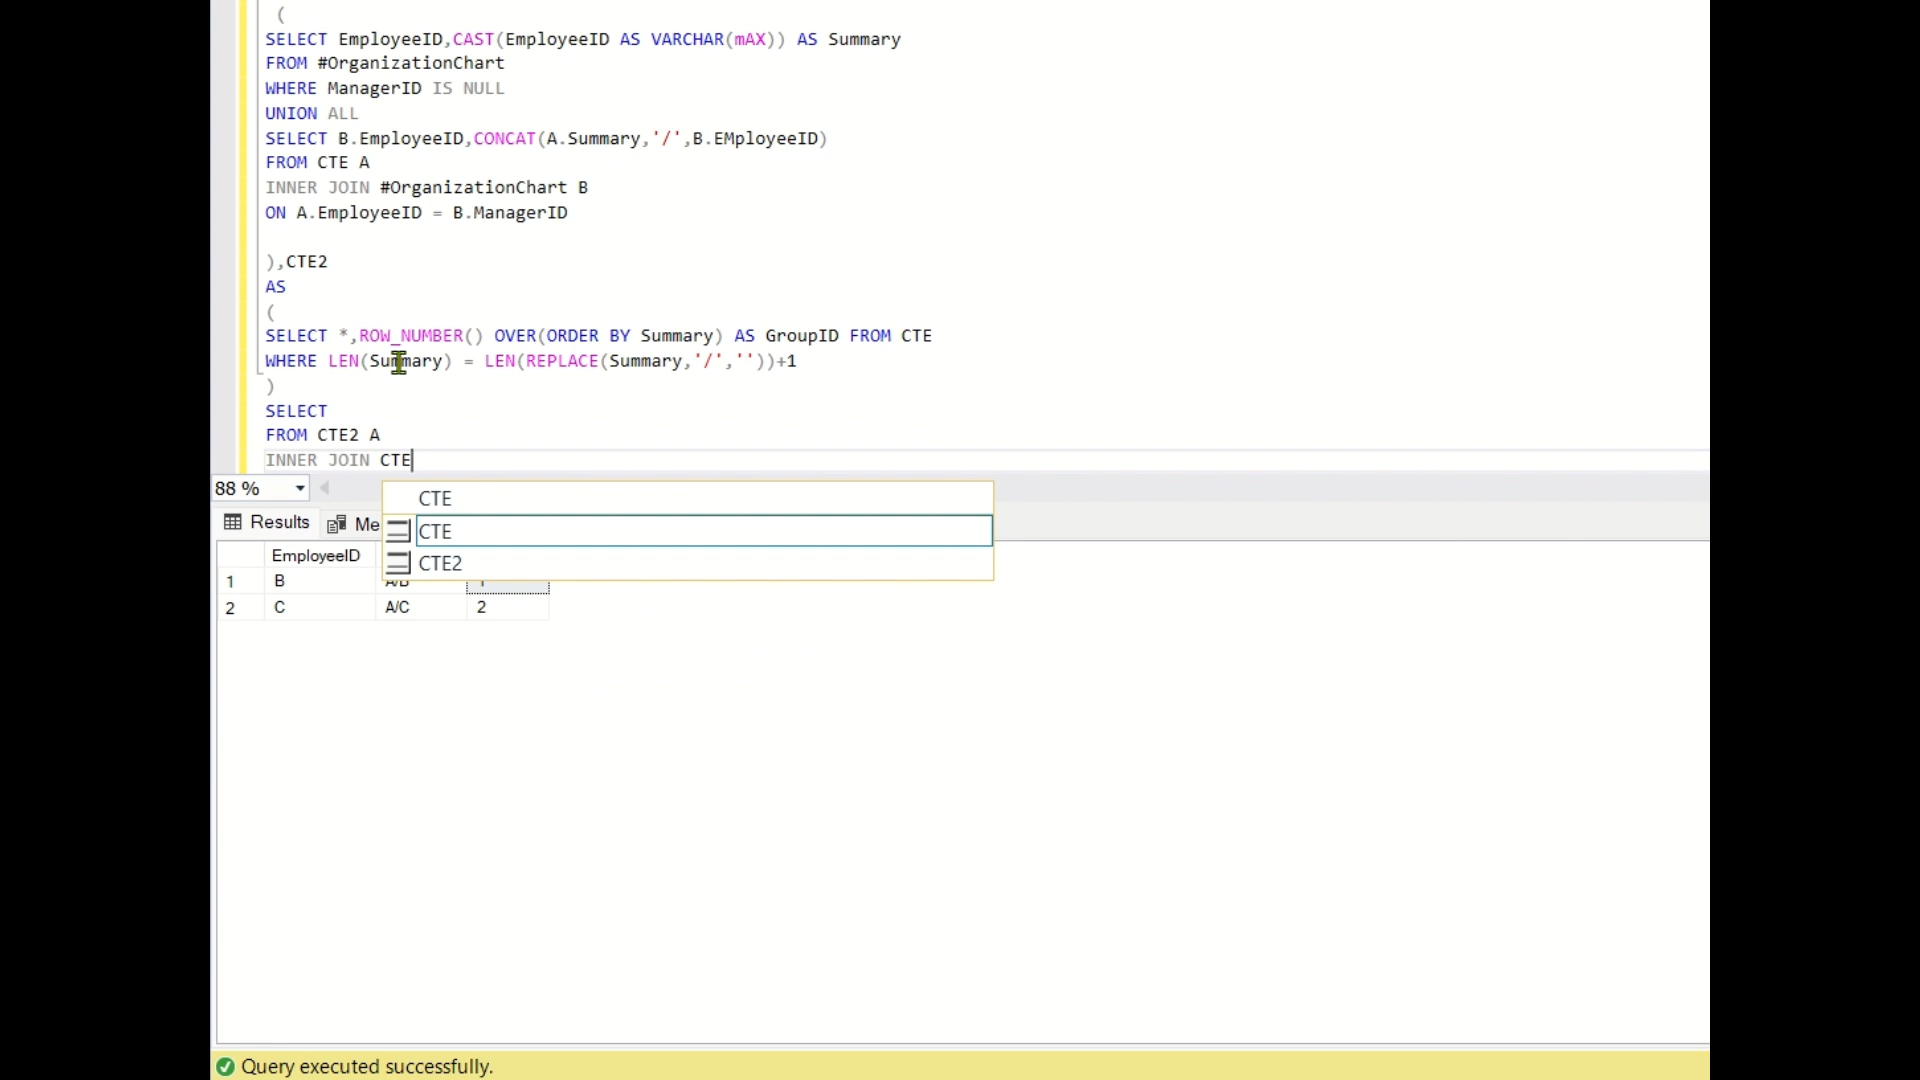 (
SELECT EmployeeID,CAST(EmployeeID AS VARCHAR(mAX)) AS Summary
FROM #OrganizationChart
WHERE ManagerID IS NULL
UNION ALL
SELECT B.EmployeeID,CONCAT(A.Summary,'/',B.EMployeeID)
FROM CTE A
INNER JOIN #OrganizationChart B
ON A.EmployeeID = B.ManagerID
),CTE2
AS
(
SELECT *,ROW_NUMBER() OVER(ORDER BY Summary) AS GroupID FROM CTE
WHERE LEN(Summary) = LEN(REPLACE(Summary,'/',''))+1
)
SELECT
FROM CTE2 A
INNER JOIN CTE
88 %
CTE
CTE
CTE2
Results
Me
EmployeeID
1 B A/B 1
2 C A/C 2
Query executed successfully.